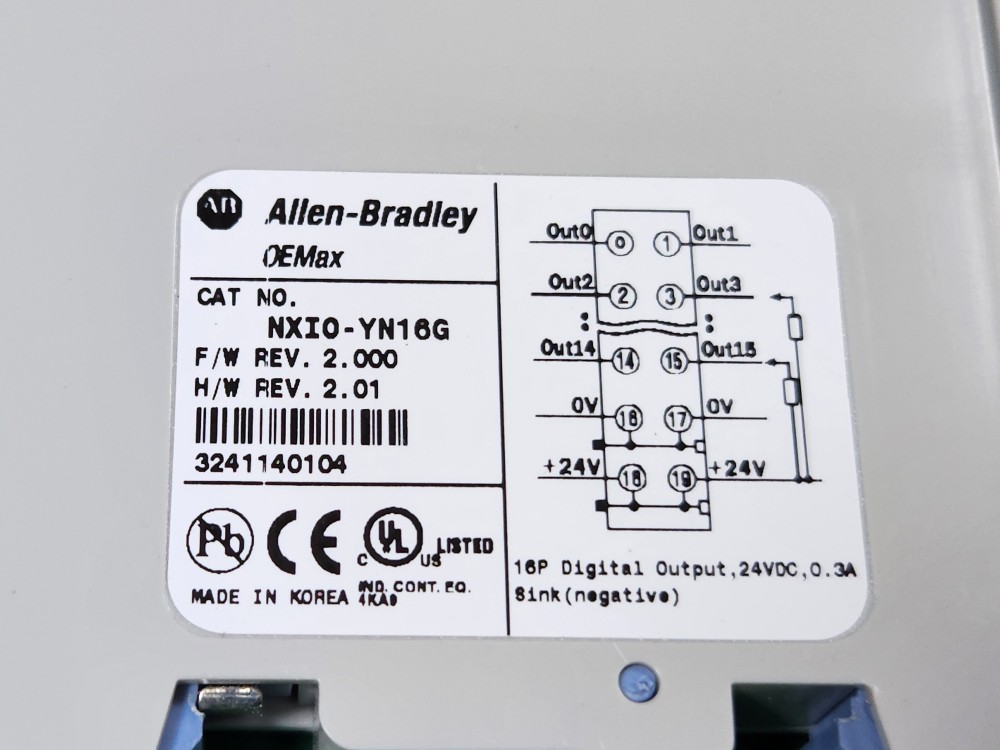 AB Allen-Bradley
OEMax
CAT NO.
NXIO-YN16G
F/W REV. 2.000
H/W REV. 2.01
3241140104
Pb CE C UL US LISTED
MADE IN KOREA IND. CONT. EQ.
4KA9
Out0 0 1 Out1
Out2 2 3 Out3
Out14 14 15 Out15
0V 16 17 0V
+24V 18 19 +24V
16P Digital Output,24VDC,0.3A
Sink(negative)